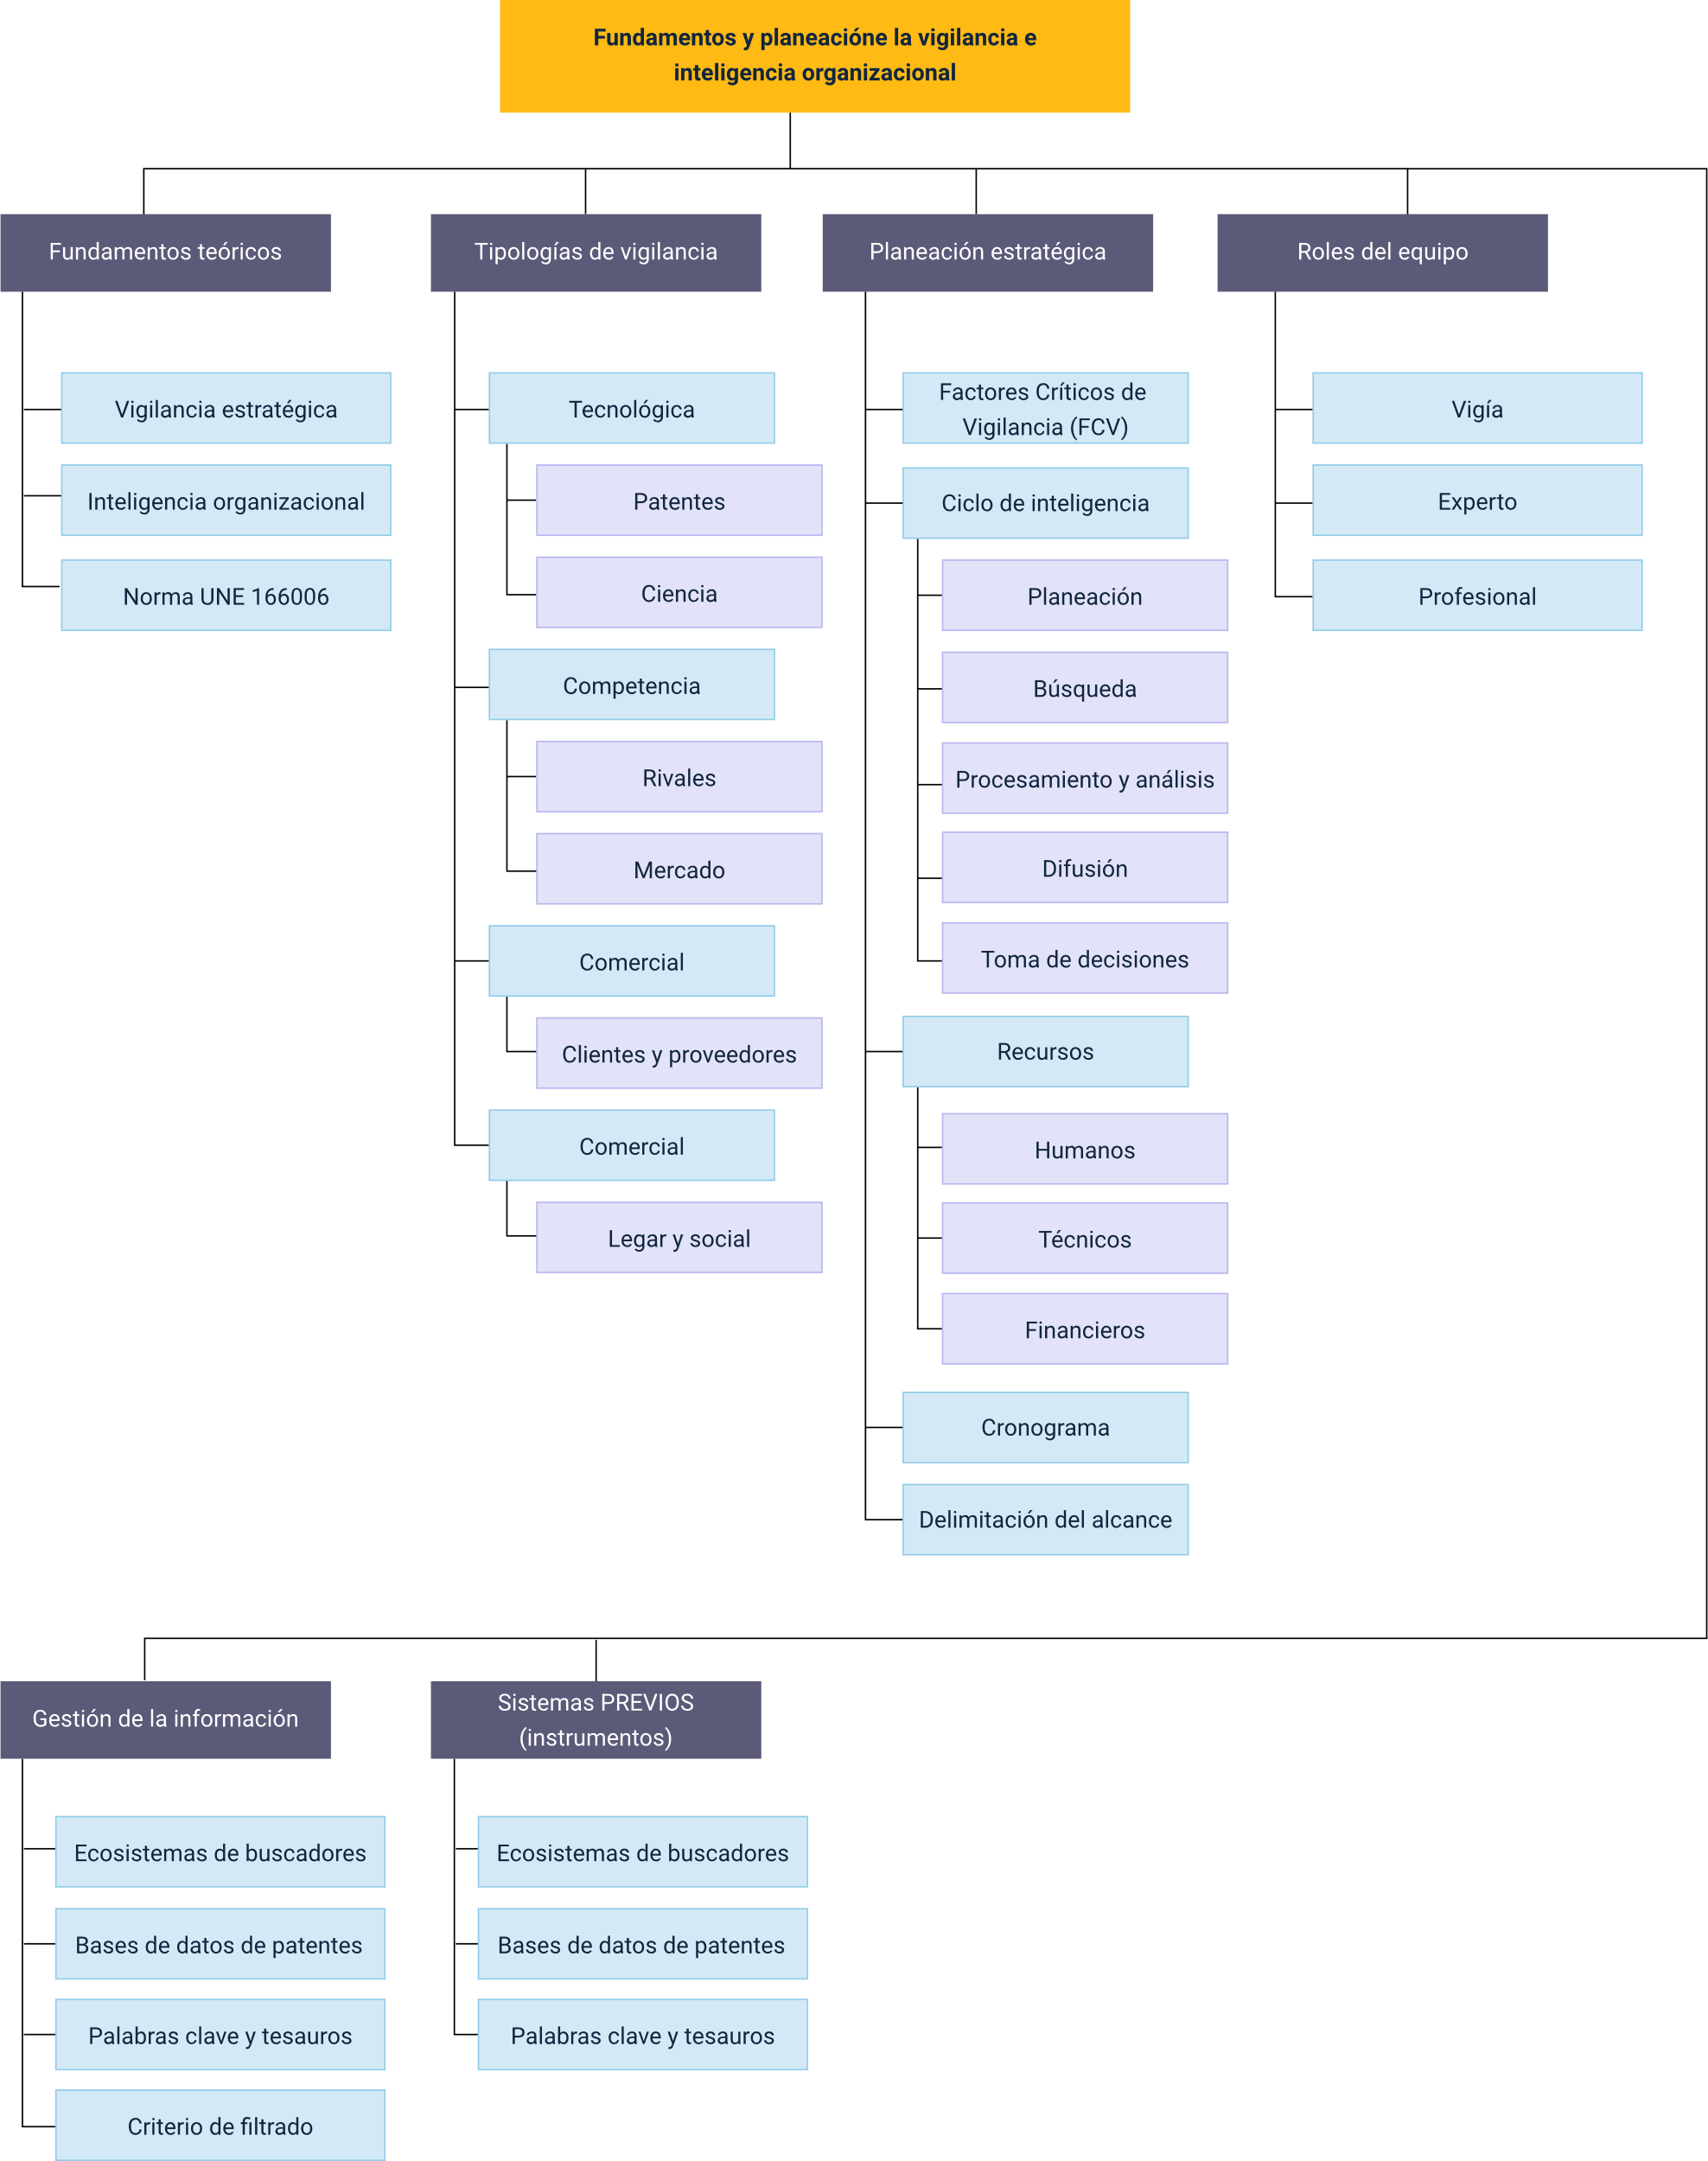 Fundamentos y planeacióne la vigilancia e
inteligencia organizacional
Fundamentos teóricos
Vigilancia estratégica
Inteligencia organizacional
Norma UNE 166006
Tipologías de vigilancia
Tecnológica
Patentes
Ciencia
Competencia
Rivales
Mercado
Comercial
Clientes y proveedores
Comercial
Legar y social
Planeación estratégica
Factores Críticos de
Vigilancia (FCV)
Ciclo de inteligencia
Planeación
Búsqueda
Procesamiento y análisis
Difusión
Toma de decisiones
Recursos
Humanos
Técnicos
Financieros
Cronograma
Delimitación del alcance
Roles del equipo
Vigía
Experto
Profesional
Gestión de la información
Ecosistemas de buscadores
Bases de datos de patentes
Palabras clave y tesauros
Criterio de filtrado
Sistemas PREVIOS
(instrumentos)
Ecosistemas de buscadores
Bases de datos de patentes
Palabras clave y tesauros